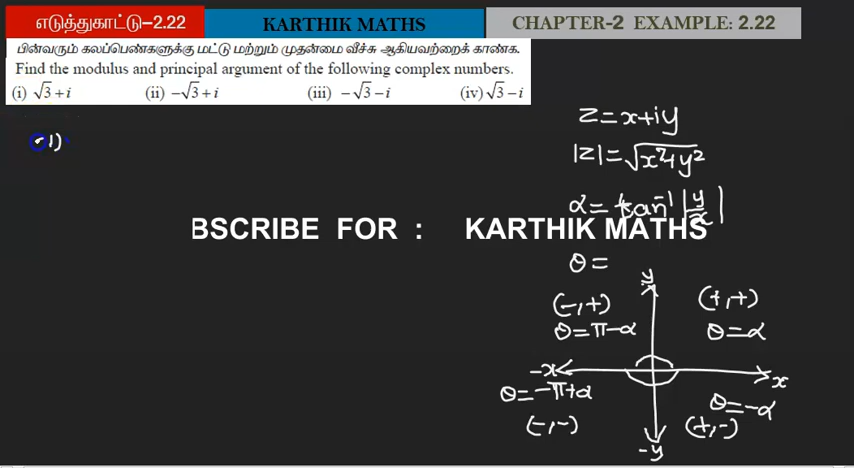 எடுத்துகாட்டு–2.22
KARTHIK MATHS
CHAPTER-2 EXAMPLE: 2.22
பின்வரும் கலப்பெண்களுக்கு மட்டு மற்றும் முதன்மை வீச்சு ஆகியவற்றைக் காண்க.
Find the modulus and principal argument of the following complex numbers.
(i) √3+i (ii) −√3+i (iii) −√3−i (iv) √3−i
1)
z=x+iy
|z|=√x²+y²
α=tan⁻¹|y/x|
BSCRIBE FOR : KARTHIK MATHS
θ=
y
(-,+) (+,+)
θ=π-α θ=α
-x x
θ=-π+α θ=-α
(-,-) (+,-)
-y